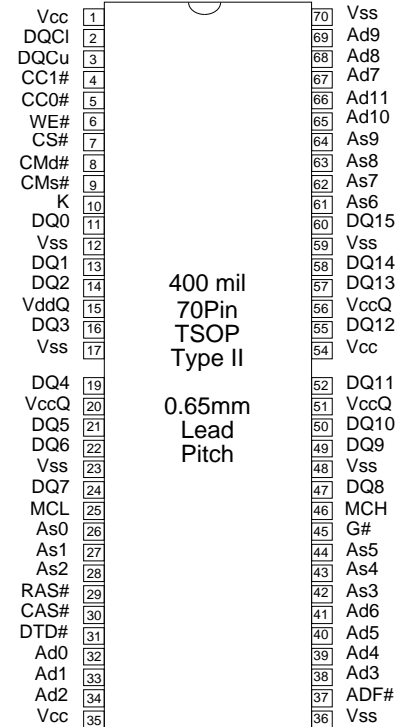 Vcc 1 70 Vss
DQCl 2 69 Ad9
DQCu 3 68 Ad8
CC1# 4 67 Ad7
CC0# 5 66 Ad11
WE# 6 65 Ad10
CS# 7 64 As9
CMd# 8 63 As8
CMs# 9 62 As7
K 10 61 As6
DQ0 11 60 DQ15
Vss 12 59 Vss
DQ1 13 58 DQ14
DQ2 14 57 DQ13
VddQ 15 56 VccQ
DQ3 16 55 DQ12
Vss 17 54 Vcc
DQ4 19 52 DQ11
VccQ 20 51 VccQ
DQ5 21 50 DQ10
DQ6 22 49 DQ9
Vss 23 48 Vss
DQ7 24 47 DQ8
MCL 25 46 MCH
As0 26 45 G#
As1 27 44 As5
As2 28 43 As4
RAS# 29 42 As3
CAS# 30 41 Ad6
DTD# 31 40 Ad5
Ad0 32 39 Ad4
Ad1 33 38 Ad3
Ad2 34 37 ADF#
Vcc 35 36 Vss
400 mil
70Pin
TSOP
Type II
0.65mm
Lead
Pitch